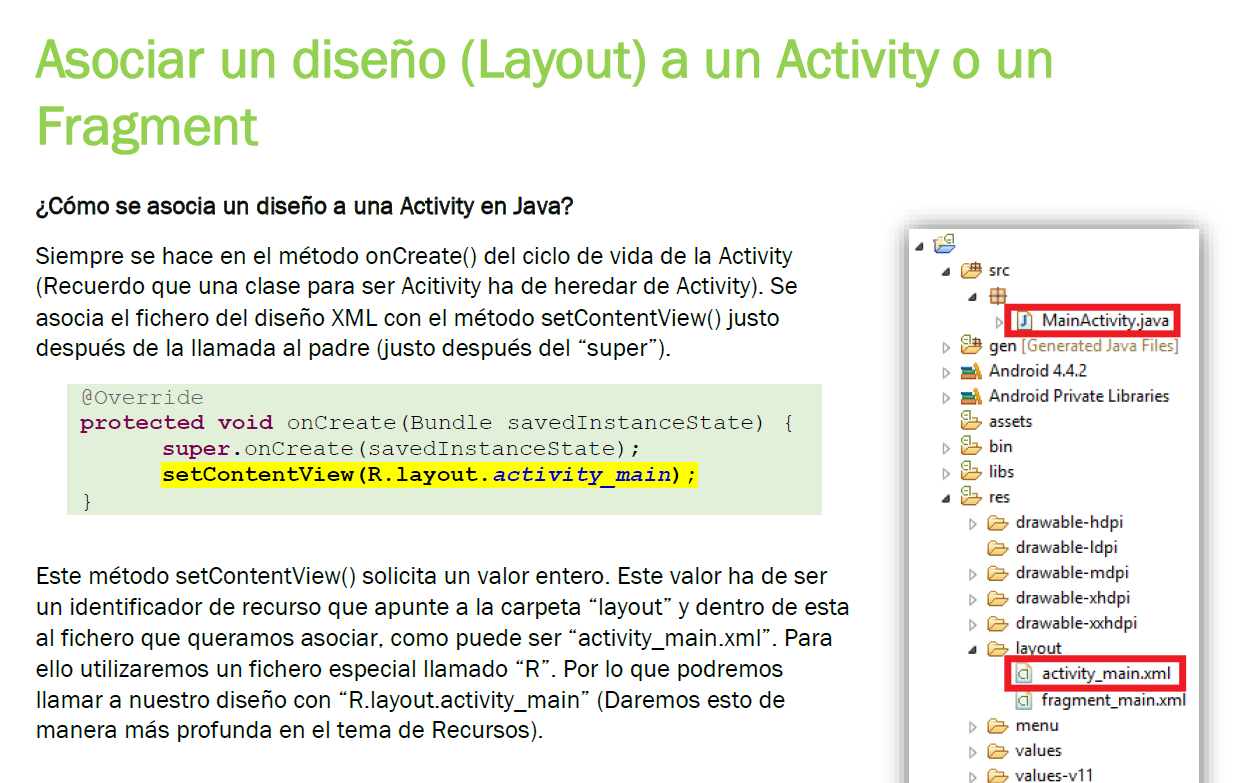 Asociar un diseño (Layout) a un Activity o un
Fragment
¿Cómo se asocia un diseño a una Activity en Java?
Siempre se hace en el método onCreate() del ciclo de vida de la Activity
(Recuerdo que una clase para ser Acitivity ha de heredar de Activity). Se
asocia el fichero del diseño XML con el método setContentView() justo
después de la llamada al padre (justo después del “super”).
@Override
protected void onCreate(Bundle savedInstanceState) {
super.onCreate(savedInstanceState);
setContentView(R.layout.activity_main);
}
Este método setContentView() solicita un valor entero. Este valor ha de ser
un identificador de recurso que apunte a la carpeta “layout” y dentro de esta
al fichero que queramos asociar, como puede ser “activity_main.xml”. Para
ello utilizaremos un fichero especial llamado “R”. Por lo que podremos
llamar a nuestro diseño con “R.layout.activity_main” (Daremos esto de
manera más profunda en el tema de Recursos).
src
MainActivity.java
gen [Generated Java Files]
Android 4.4.2
Android Private Libraries
assets
bin
libs
res
drawable-hdpi
drawable-ldpi
drawable-mdpi
drawable-xhdpi
drawable-xxhdpi
layout
activity_main.xml
fragment_main.xml
menu
values
values-v11